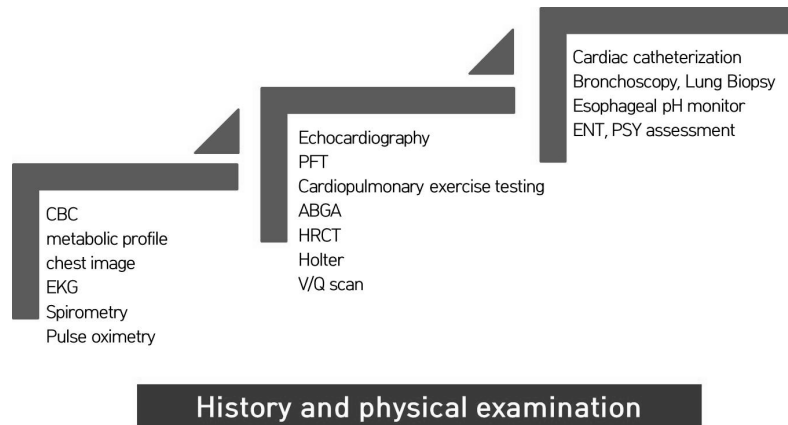 CBC
metabolic profile
chest image
EKG
Spirometry
Pulse oximetry
Echocardiography
PFT
Cardiopulmonary exercise testing
ABGA
HRCT
Holter
V/Q scan
Cardiac catheterization
Bronchoscopy, Lung Biopsy
Esophageal pH monitor
ENT, PSY assessment
History and physical examination